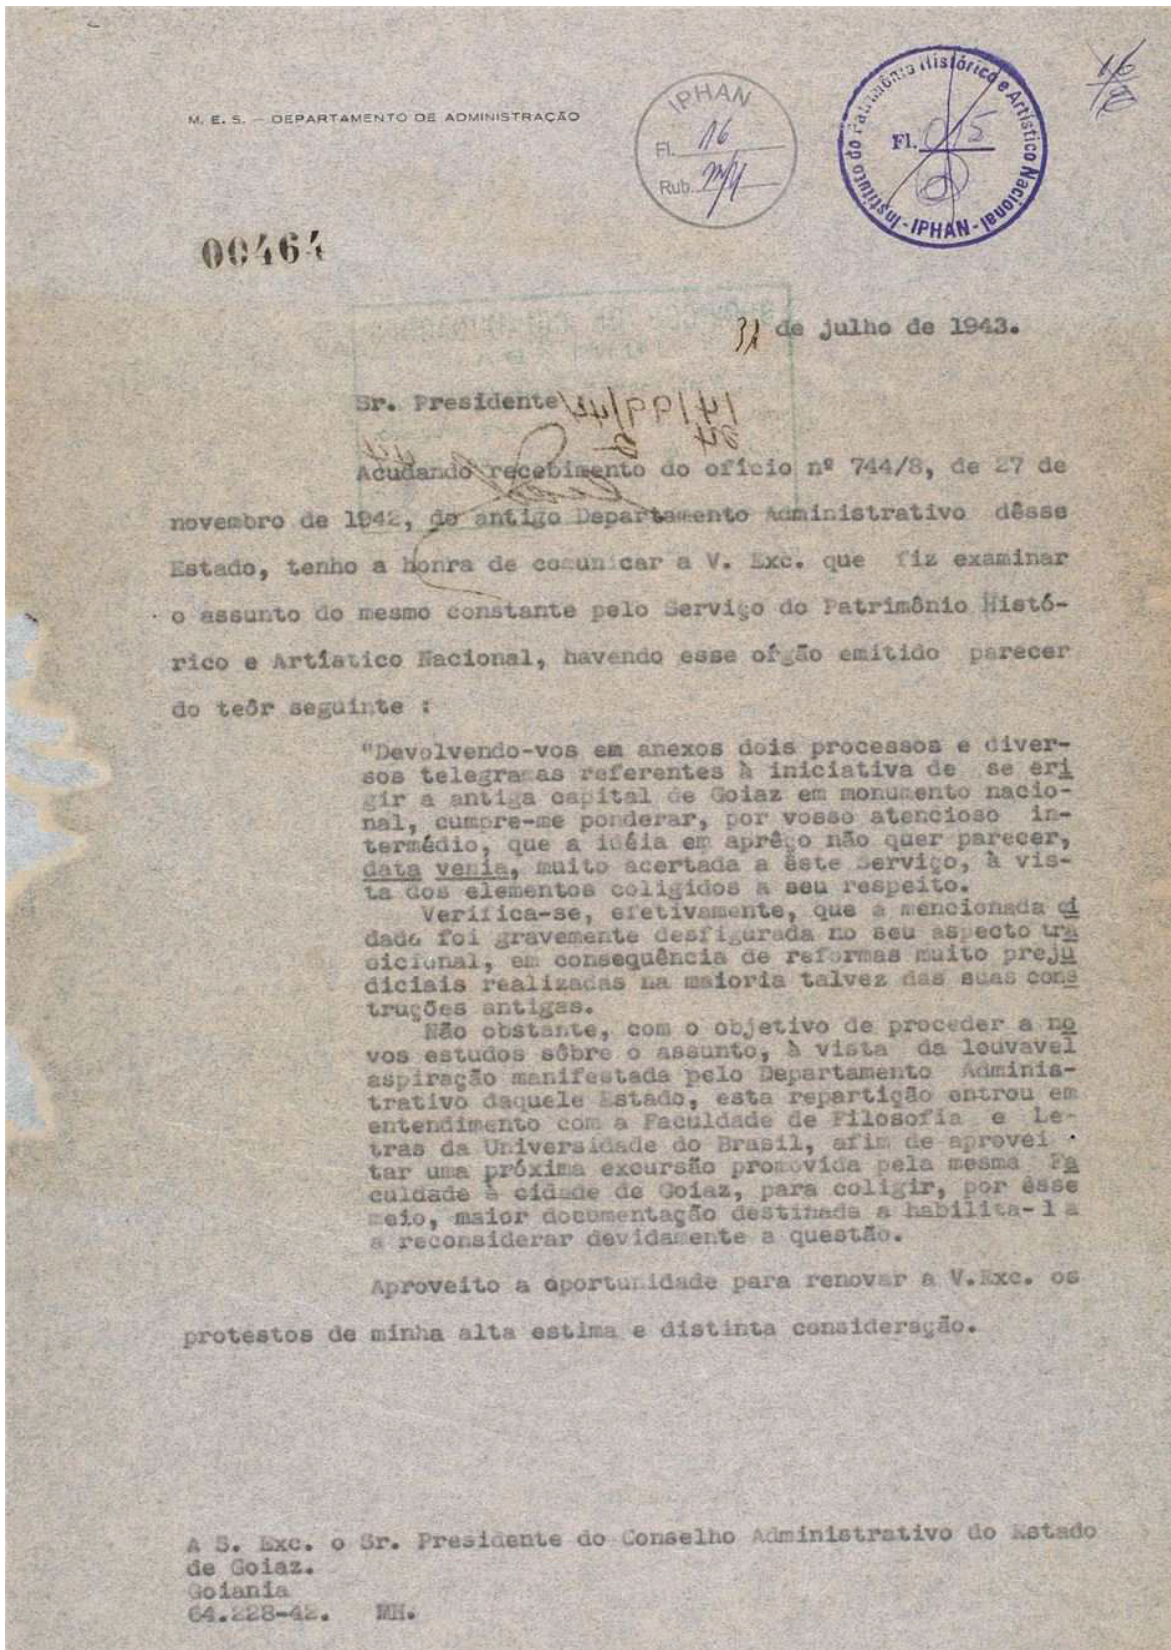 M. E. S. — DEPARTAMENTO DE ADMINISTRAÇÃO
IPHAN
Fl. 16
Rub.
Instituto do Patrimônio Histórico e Artístico Nacional
- IPHAN -
Fl. 015
16
00464
31 de julho de 1943.
Sr. Presidente
Acudando recebimento do ofício nº 744/8, de 27 de
novembro de 1942, do antigo Departamento Administrativo dêsse
Estado, tenho a honra de comunicar a V. Exc. que fiz examinar
o assunto do mesmo constante pelo Serviço do Patrimônio Histó-
rico e Artístico Nacional, havendo esse orgão emitido parecer
do teôr seguinte :
"Devolvendo-vos em anexos dois processos e diver-
sos telegramas referentes à iniciativa de se eri
gir a antiga capital de Goiaz em monumento nacio-
nal, cumpre-me ponderar, por vosso atencioso in-
termédio, que a idéia em aprêço não quer parecer,
data venia, muito acertada a êste Serviço, à vis-
ta dos elementos coligidos a seu respeito.
Verifica-se, efetivamente, que a mencionada ci
dade foi gravemente desfigurada no seu aspecto tra
dicional, em consequência de reformas muito preju
diciais realizadas na maioria talvez das suas cons
truções antigas.
Não obstante, com o objetivo de proceder a no
vos estudos sôbre o assunto, à vista da louvavel
aspiração manifestada pelo Departamento Adminis-
trativo daquele Estado, esta repartição entrou em
entendimento com a Faculdade de Filosofia e Le-
tras da Universidade do Brasil, afim de aprovei
tar uma próxima excursão promovida pela mesma Fa
culdade à cidade de Goiaz, para coligir, por êsse
meio, maior documentação destinada a habilita-la
a reconsiderar devidamente a questão.
Aproveito a oportunidade para renovar a V.Exc. os
protestos de minha alta estima e distinta consideração.
A S. Exc. o Sr. Presidente do Conselho Administrativo do Estado
de Goiaz.
Goiania
64.228-42. MH.